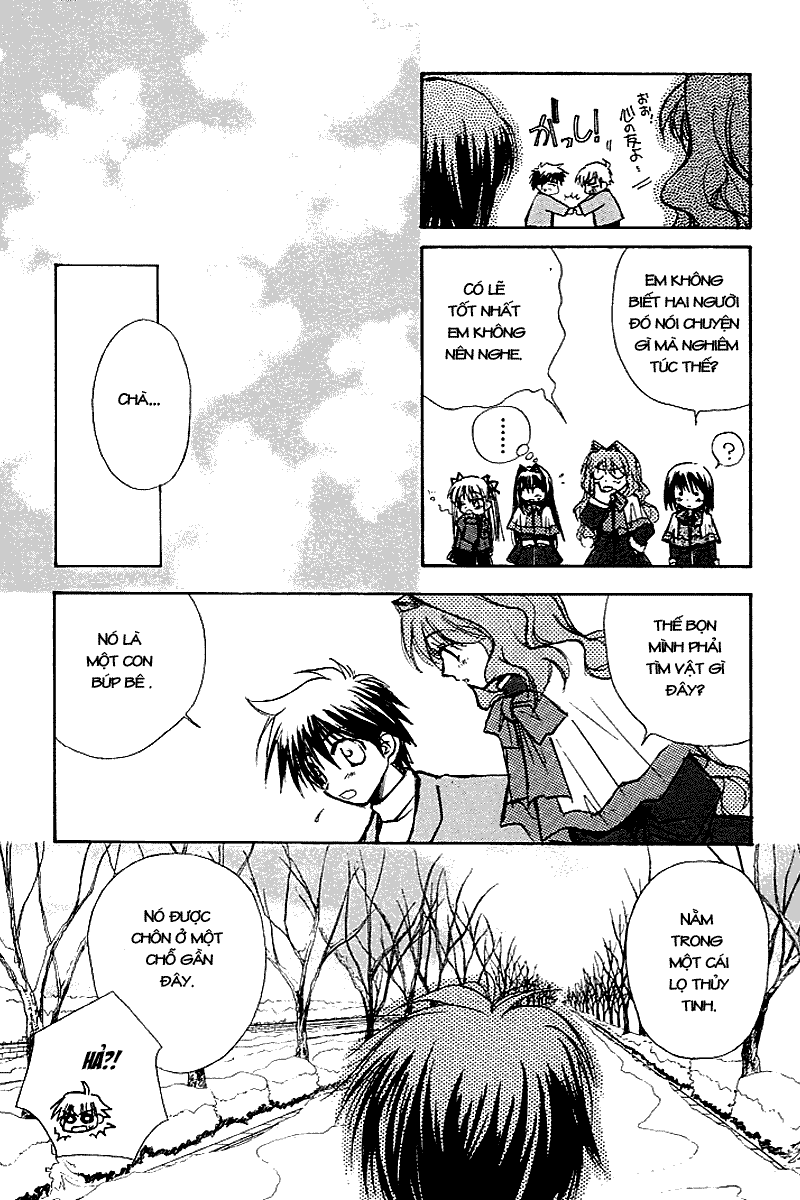 おお…
心の友よ…
がっし!
EM KHÔNG
BIẾT HAI NGƯỜI
ĐÓ NÓI CHUYỆN
GÌ MÀ NGHIÊM
TÚC THẾ?
CÓ LẼ
TỐT NHẤT
EM KHÔNG
NÊN NGHE.
?
......
CHÀ...
THẾ BỌN
MÌNH PHẢI
TÌM VẬT GÌ
ĐÂY?
NÓ LÀ
MỘT CON
BÚP BÊ .
NẰM
TRONG
MỘT CÁI
LỌ THỦY
TINH.
NÓ ĐƯỢC
CHÔN Ở MỘT
CHỖ GẦN
ĐÂY.
HẢ?!